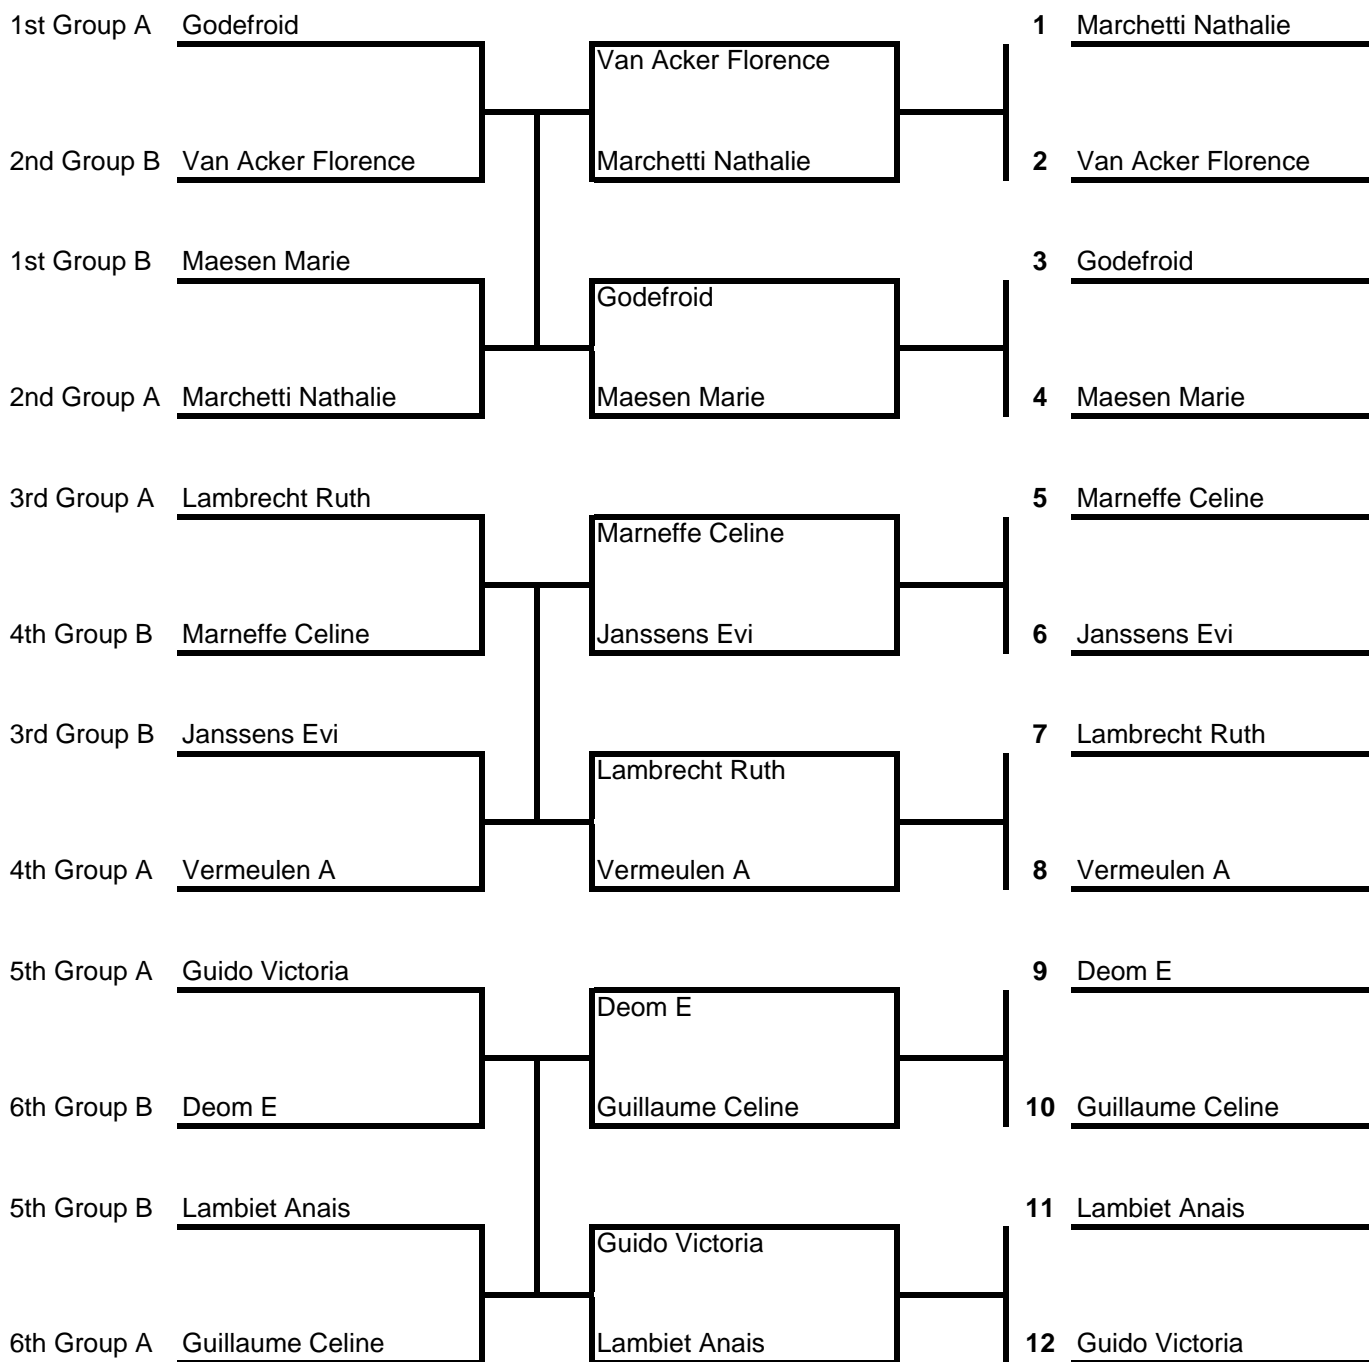 1st Group A Godefroid 1 Marchetti Nathalie
Van Acker Florence
2nd Group B Van Acker Florence Marchetti Nathalie 2 Van Acker Florence
1st Group B Maesen Marie 3 Godefroid
Godefroid
2nd Group A Marchetti Nathalie Maesen Marie 4 Maesen Marie
3rd Group A Lambrecht Ruth 5 Marneffe Celine
Marneffe Celine
4th Group B Marneffe Celine Janssens Evi 6 Janssens Evi
3rd Group B Janssens Evi 7 Lambrecht Ruth
Lambrecht Ruth
4th Group A Vermeulen A Vermeulen A 8 Vermeulen A
5th Group A Guido Victoria 9 Deom E
Deom E
6th Group B Deom E Guillaume Celine 10 Guillaume Celine
5th Group B Lambiet Anais 11 Lambiet Anais
Guido Victoria
6th Group A Guillaume Celine Lambiet Anais 12 Guido Victoria